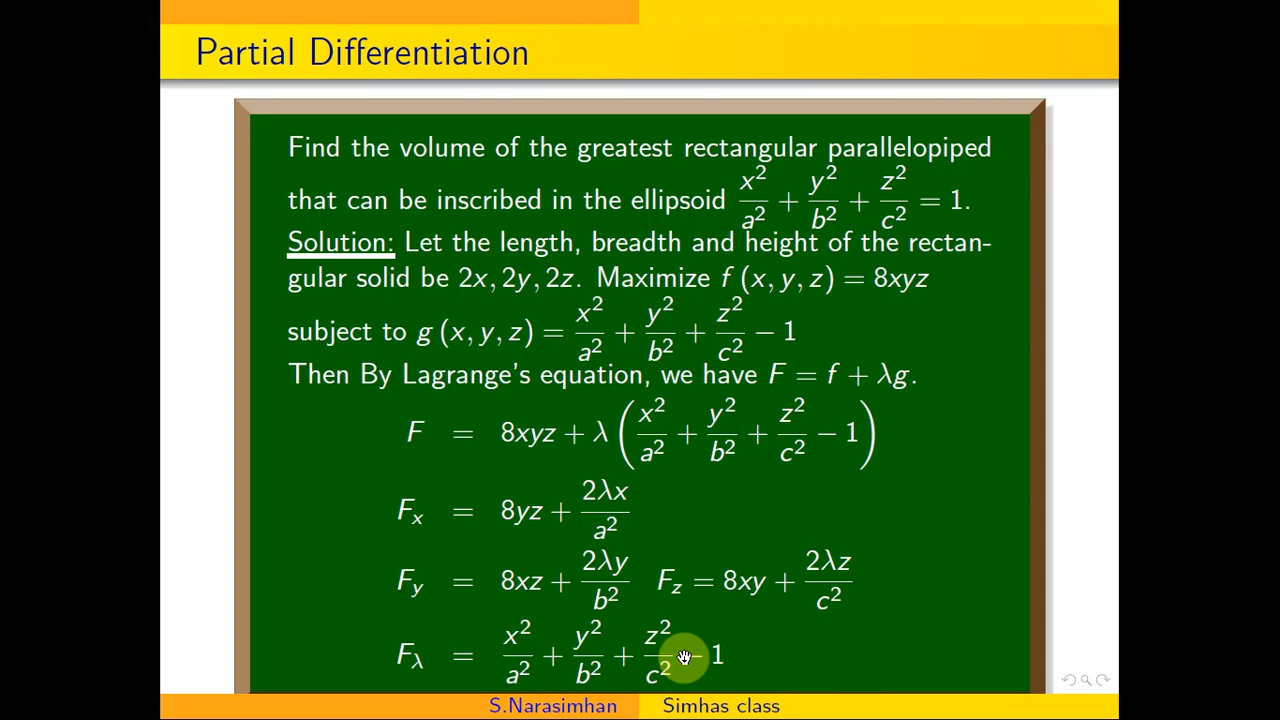 Partial Differentiation
Find the volume of the greatest rectangular parallelopiped
that can be inscribed in the ellipsoid x²/a² + y²/b² + z²/c² = 1.
Solution: Let the length, breadth and height of the rectan-
gular solid be 2x, 2y, 2z. Maximize f (x, y, z) = 8xyz
subject to g (x, y, z) = x²/a² + y²/b² + z²/c² − 1
Then By Lagrange's equation, we have F = f + λg.
F = 8xyz + λ (x²/a² + y²/b² + z²/c² − 1)
Fₓ = 8yz + 2λx/a²
F_y = 8xz + 2λy/b² F_z = 8xy + 2λz/c²
F_λ = x²/a² + y²/b² + z²/c² − 1
S.Narasimhan Simhas class